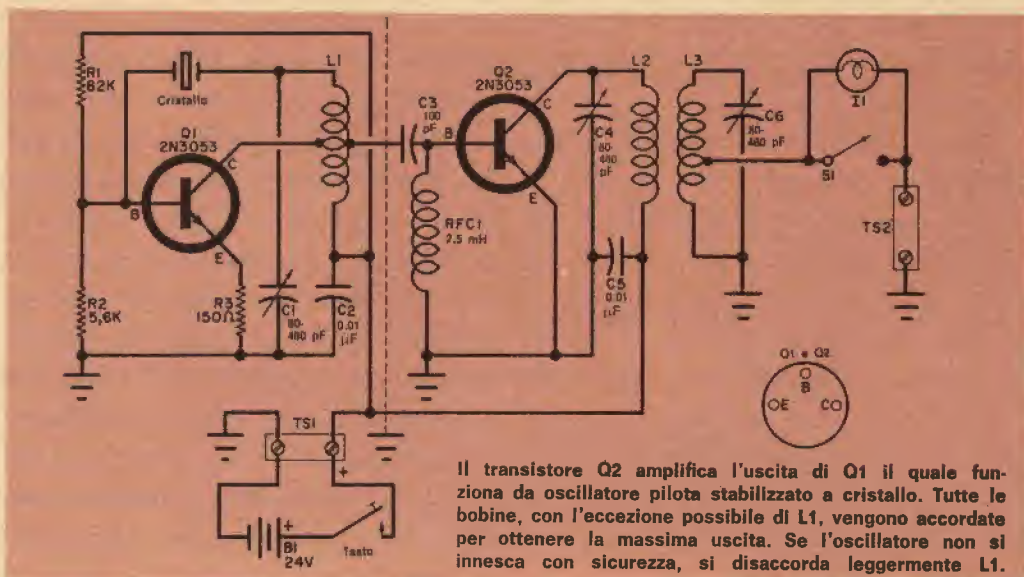 R1
82K
Cristallo
Q1
2N3053
B
C
E
R2
5,6K
R3
150Ω
C1
80-
480 pF
C2
0.01
µF
L1
C3
100
pF
RFC1
2.5 mH
Q2
2N3053
B
C
E
C4
80-
480
pF
C5
0.01
µF
L2
L3
C6
80-
480 pF
I1
S1
TS2
TS1
+
+
B1
24V
Tasto
Q1 e Q2
B
E
C
Il transistore Q2 amplifica l'uscita di Q1 il quale fun-
ziona da oscillatore pilota stabilizzato a cristallo. Tutte le
bobine, con l'eccezione possibile di L1, vengono accordate
per ottenere la massima uscita. Se l'oscillatore non si
innesca con sicurezza, si disaccorda leggermente L1.